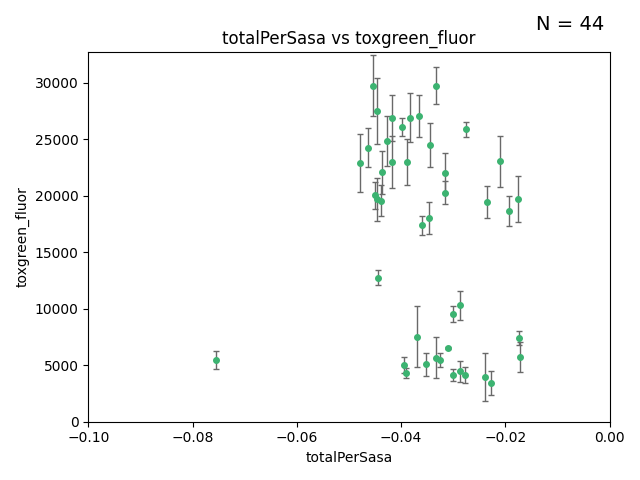 N = 44
totalPerSasa vs toxgreen_fluor
toxgreen_fluor
30000
25000
20000
15000
10000
5000
0
−0.10 −0.08 −0.06 −0.04 −0.02 0.00
totalPerSasa